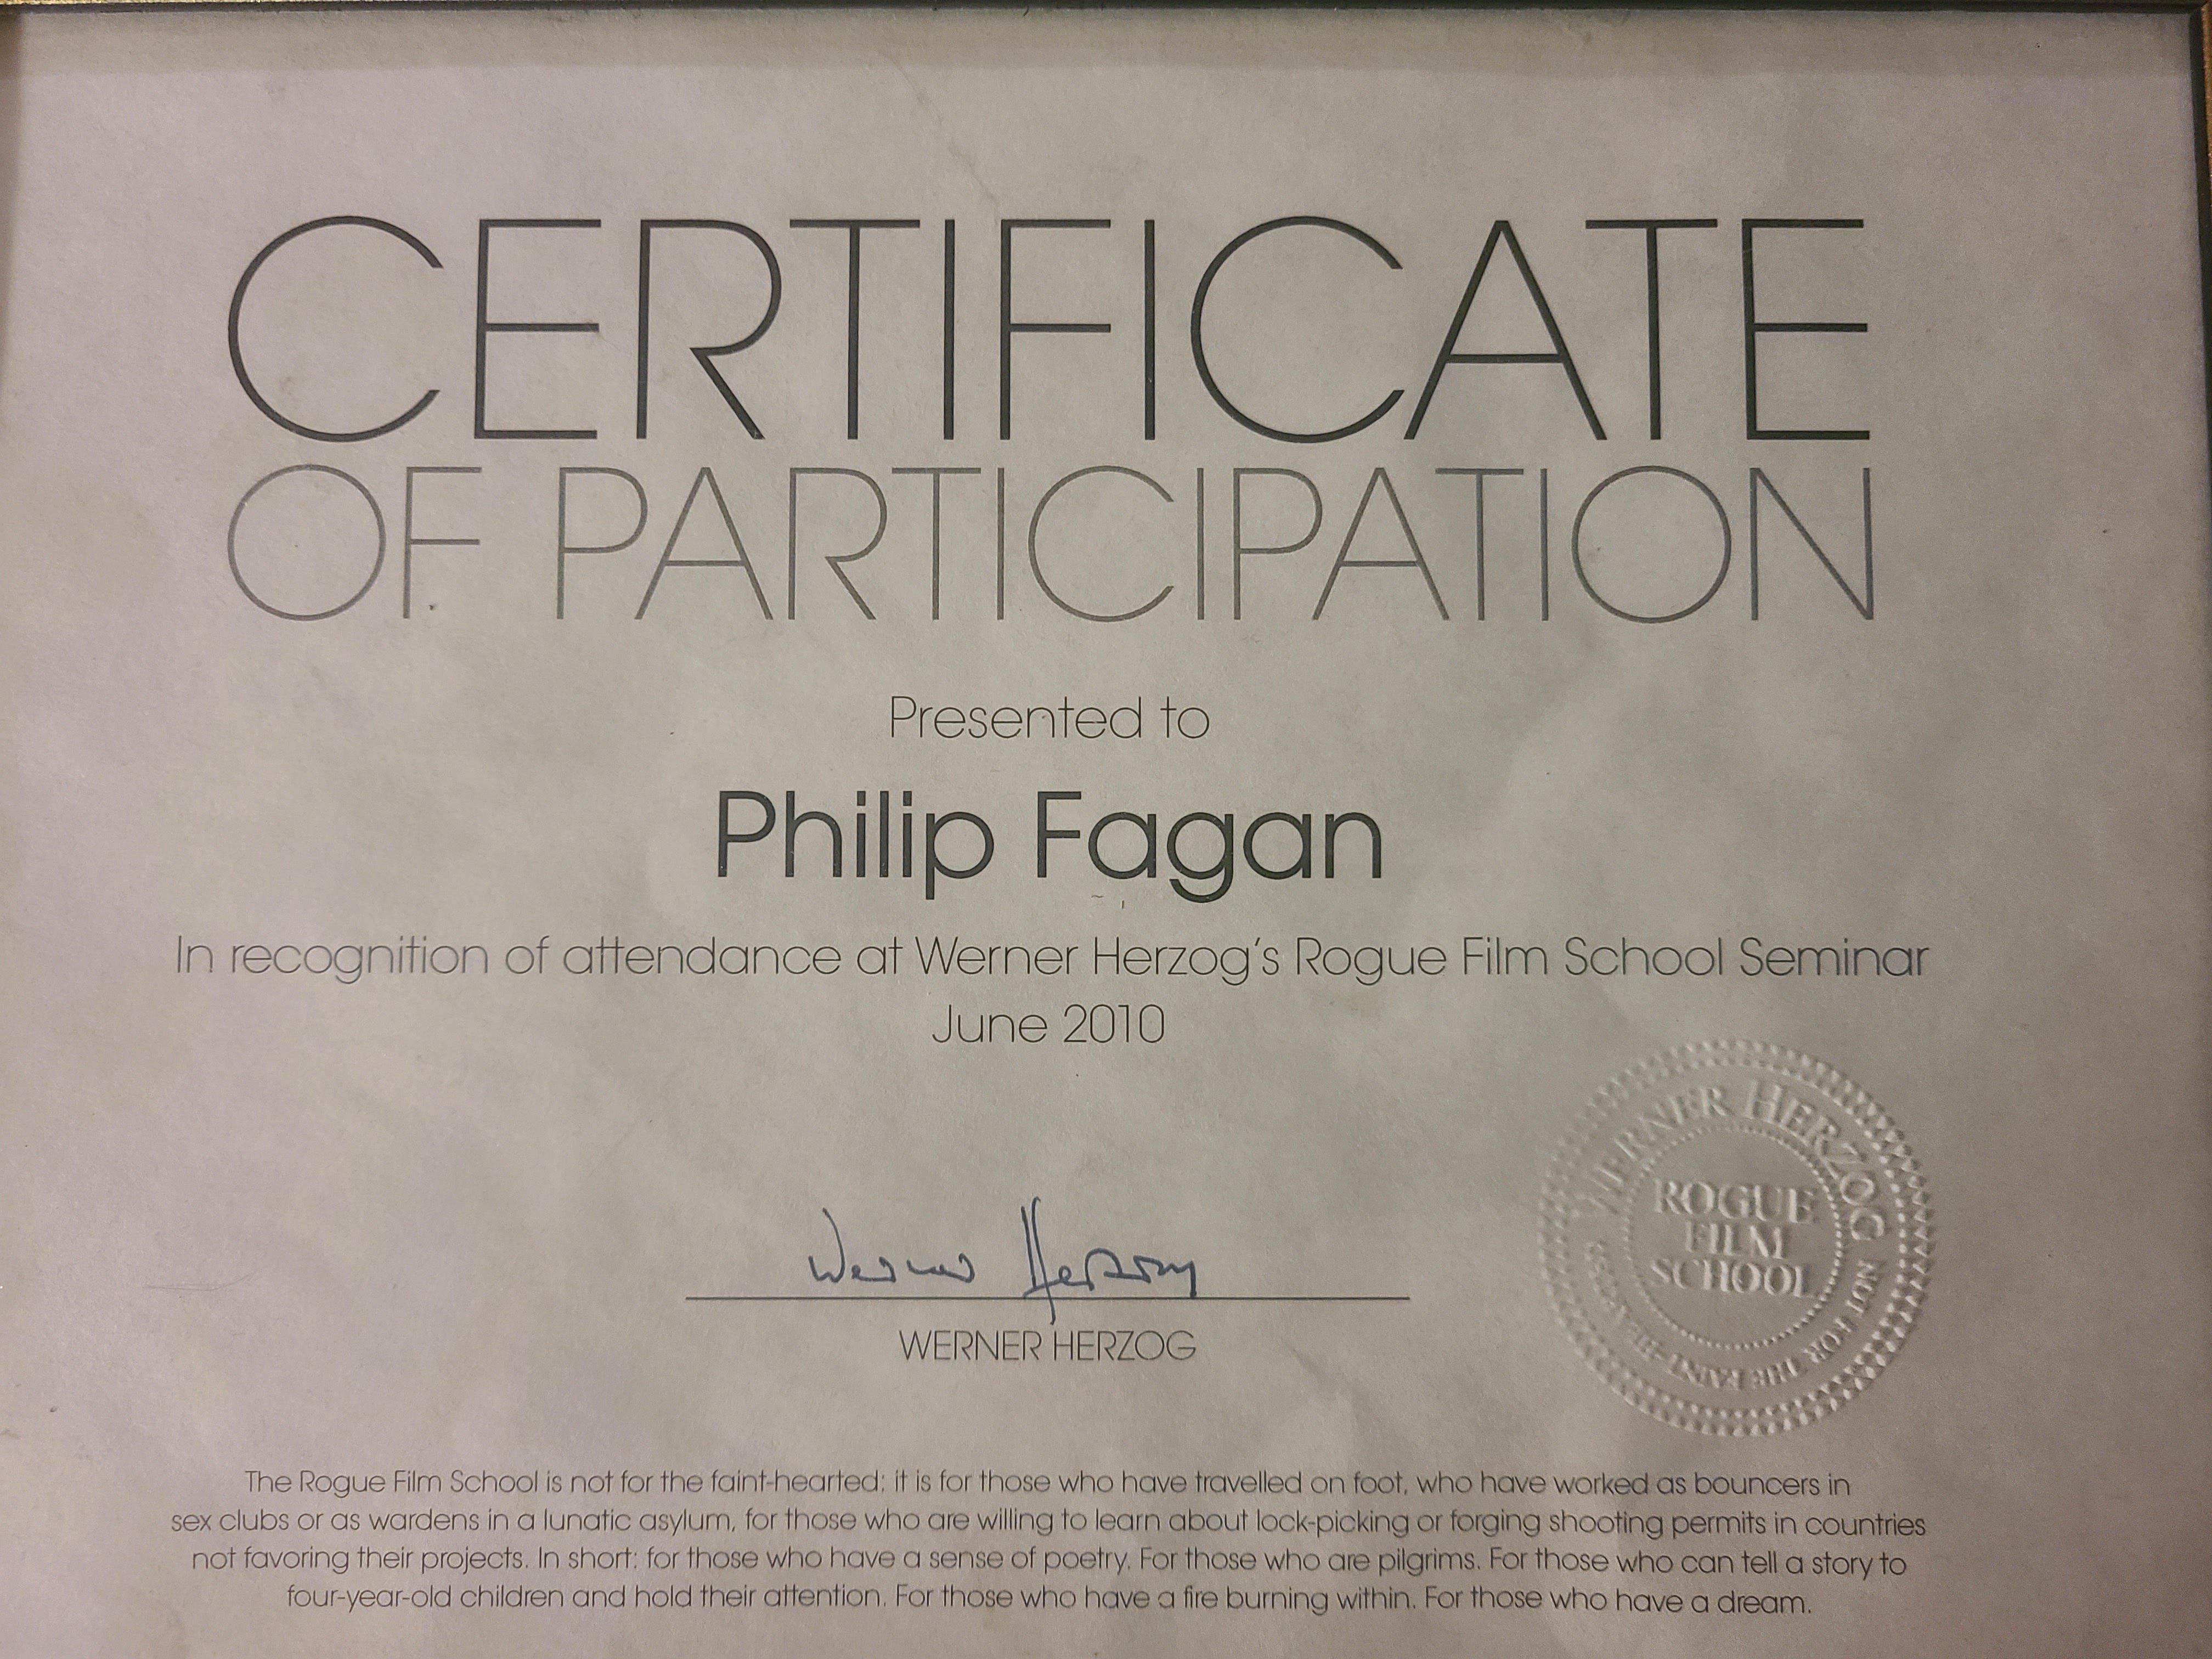 CERTIFICATE
OF PARTICIPATION
Presented to
Philip Fagan
In recognition of attendance at Werner Herzog's Rogue Film School Seminar
June 2010
Werner Herzog
WERNER HERZOG
WERNER HERZOG
ROGUE
FILM
SCHOOL
NOT FOR THE FAINT-HEARTED
The Rogue Film School is not for the faint-hearted; it is for those who have travelled on foot, who have worked as bouncers in
sex clubs or as wardens in a lunatic asylum, for those who are willing to learn about lock-picking or forging shooting permits in countries
not favoring their projects. In short: for those who have a sense of poetry. For those who are pilgrims. For those who can tell a story to
four-year-old children and hold their attention. For those who have a fire burning within. For those who have a dream.